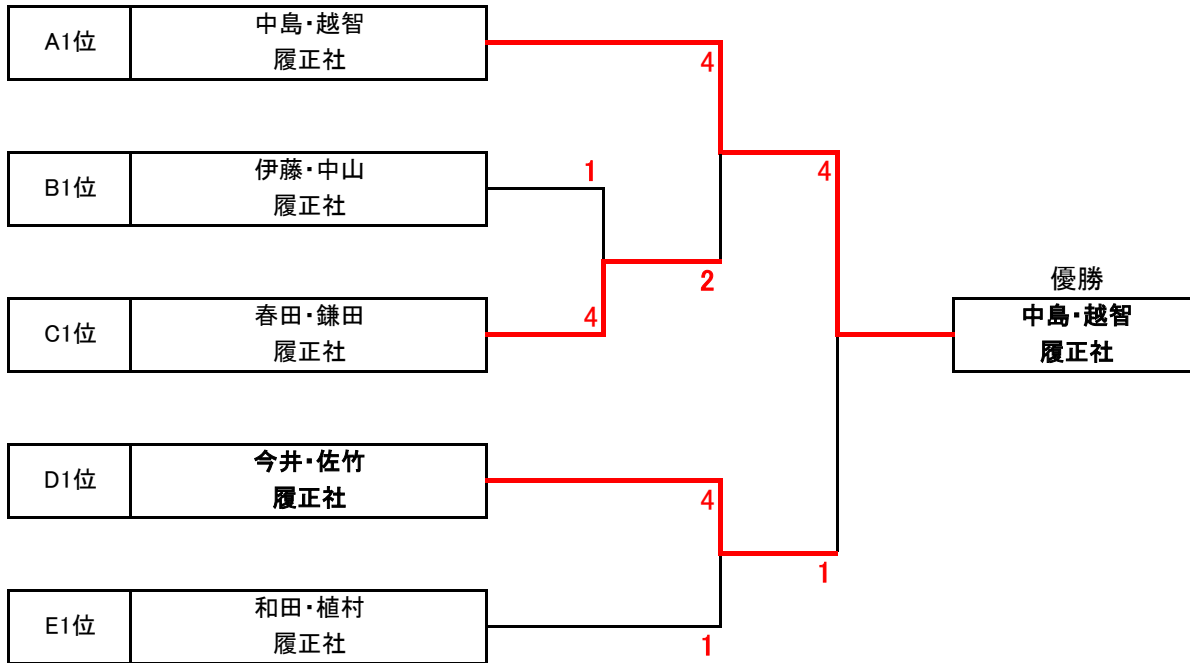 A1位
中島・越智
履正社
4
B1位
伊藤・中山
履正社
1
4
2
優勝
中島・越智
履正社
C1位
春田・鎌田
履正社
4
D1位
今井・佐竹
履正社
4
1
E1位
和田・植村
履正社
1